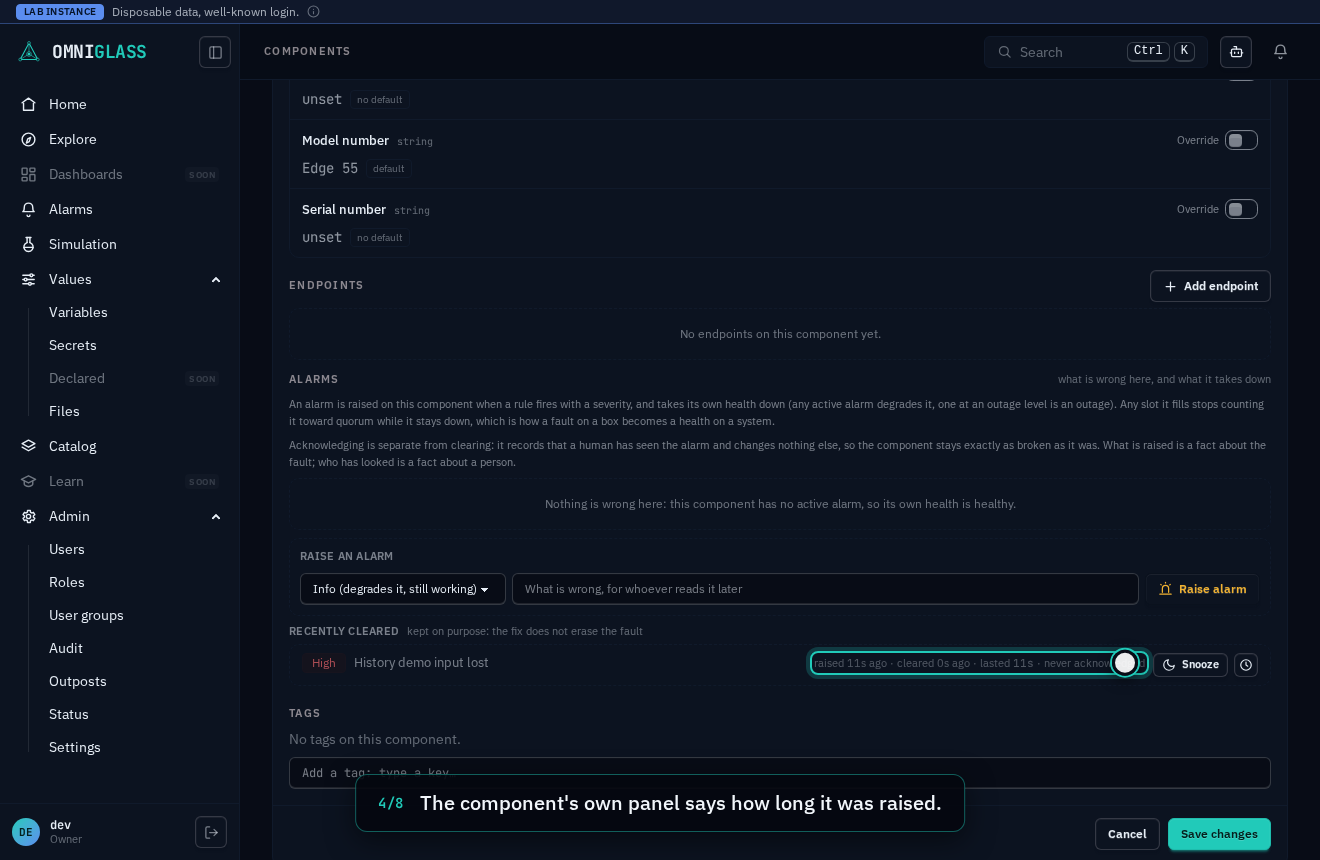 LAB INSTANCE Disposable data, well-known login.
OMNIGLASS
COMPONENTS
Search Ctrl K
Home
Explore
Dashboards SOON
Alarms
Simulation
Values
Variables
Secrets
Declared SOON
Files
Catalog
Learn SOON
Admin
Users
Roles
User groups
Audit
Outposts
Status
Settings
DE dev
Owner
unset no default
Model number string Override
Edge 55 default
Serial number string Override
unset no default
ENDPOINTS Add endpoint
No endpoints on this component yet.
ALARMS what is wrong here, and what it takes down
An alarm is raised on this component when a rule fires with a severity, and takes its own health down (any active alarm degrades it, one at an outage level is an outage). Any slot it fills stops counting
it toward quorum while it stays down, which is how a fault on a box becomes a health on a system.
Acknowledging is separate from clearing: it records that a human has seen the alarm and changes nothing else, so the component stays exactly as broken as it was. What is raised is a fact about the
fault; who has looked is a fact about a person.
Nothing is wrong here: this component has no active alarm, so its own health is healthy.
RAISE AN ALARM
Info (degrades it, still working) What is wrong, for whoever reads it later Raise alarm
RECENTLY CLEARED kept on purpose: the fix does not erase the fault
High History demo input lost raised 11s ago · cleared 0s ago · lasted 11s · never Snooze
TAGS
No tags on this component.
Add a tag: type a key
4/8 The component's own panel says how long it was raised.
Cancel Save changes